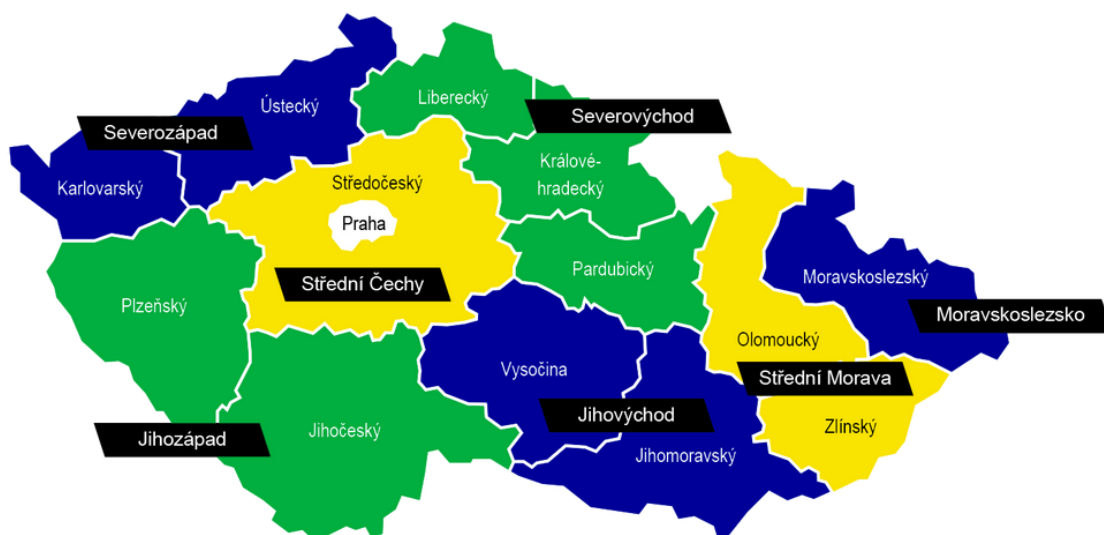 Ústecký
Liberecký
Severozápad
Severovýchod
Karlovarský
Středočeský
Králové-
hradecký
Praha
Střední Čechy
Pardubický
Moravskoslezský
Plzeňský
Moravskoslezsko
Olomoucký
Vysočina
Střední Morava
Jihozápad
Jihočeský
Jihovýchod
Zlínský
Jihomoravský